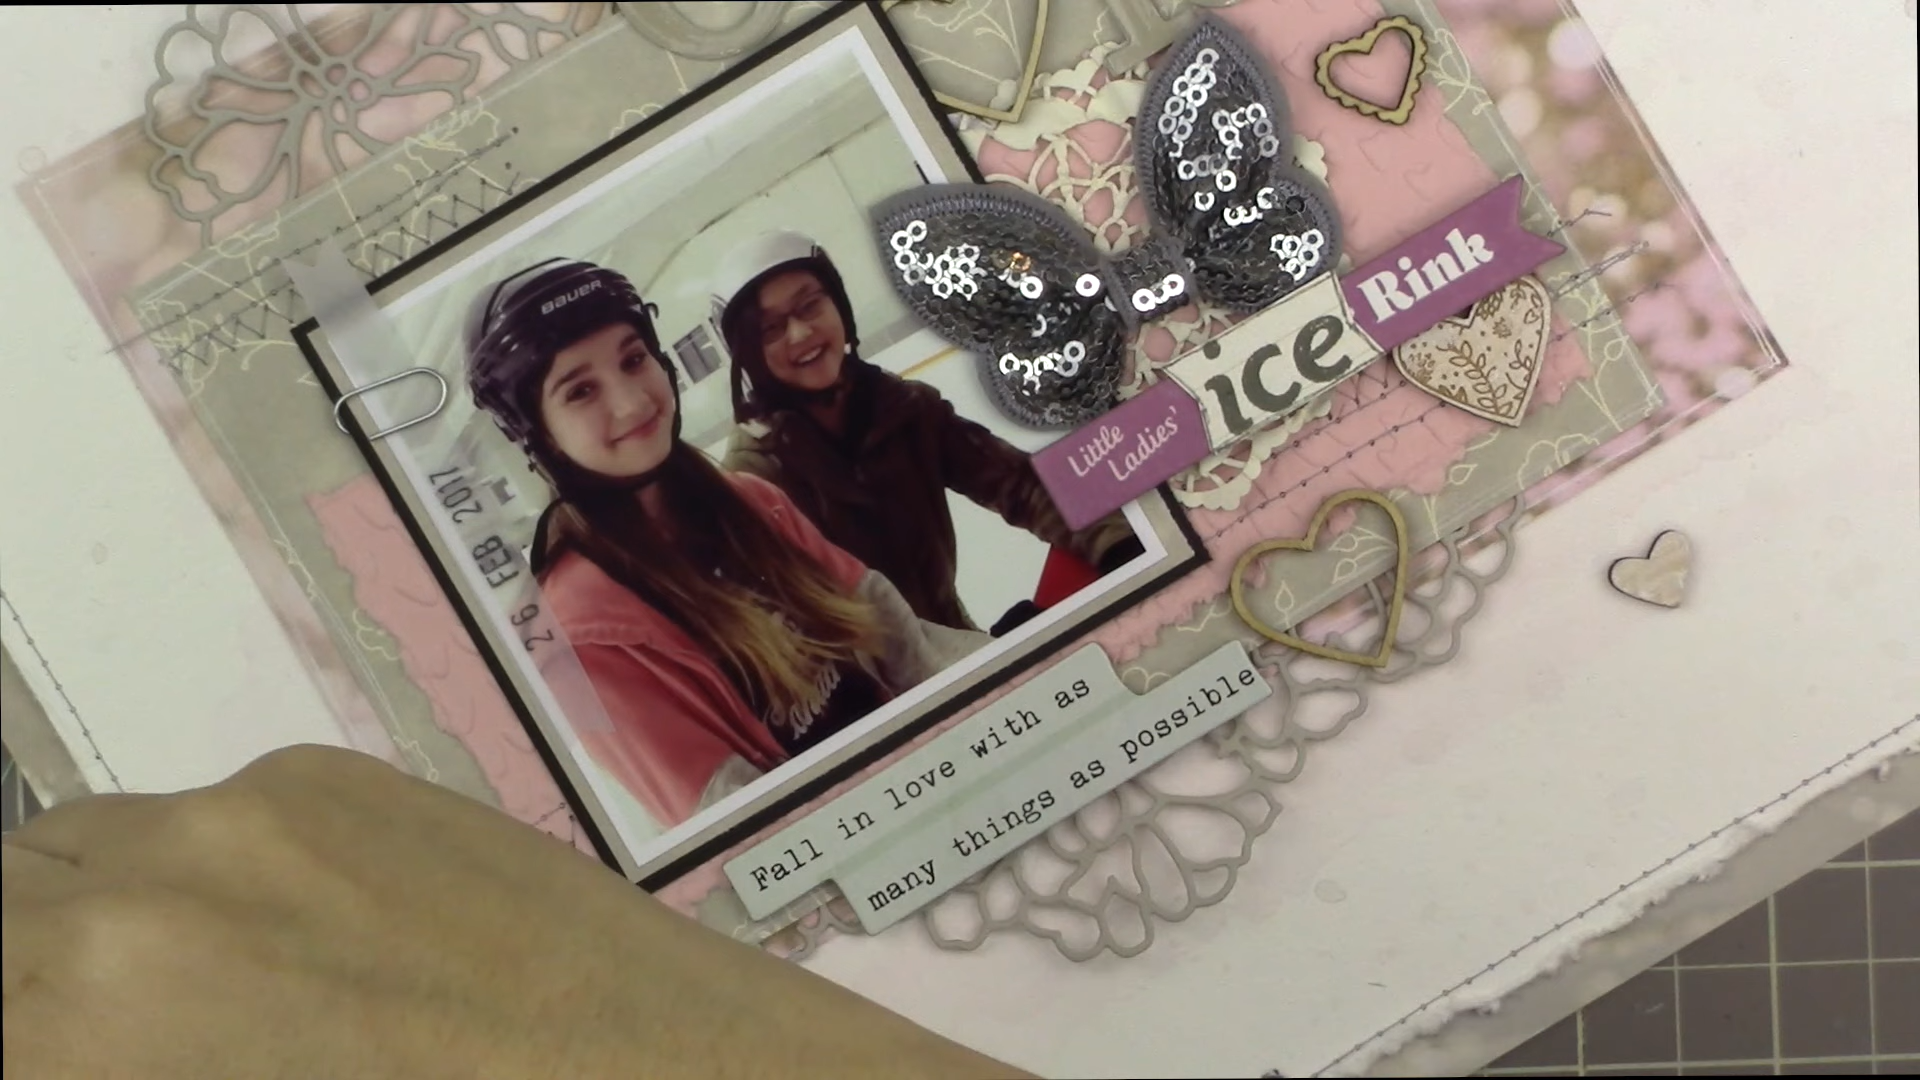 BAUER
26 FEB 2017
Little
Ladies'
ice
Rink
Fall in love with as
many things as possible